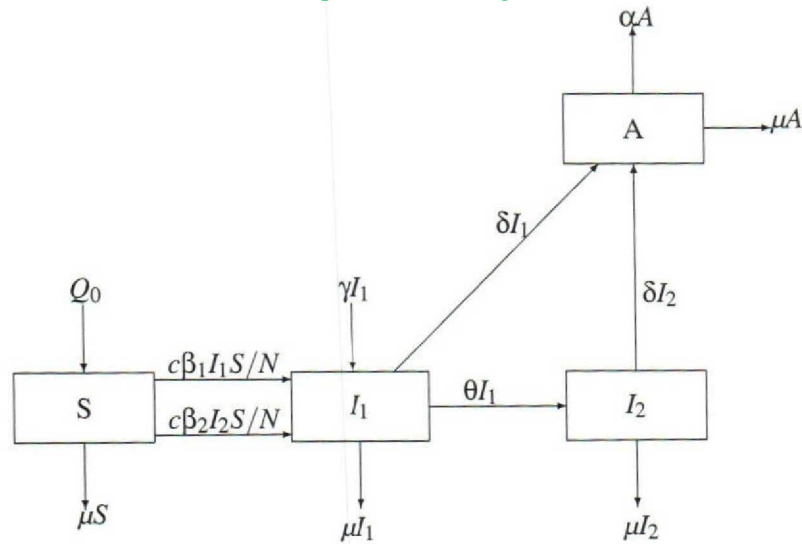 αA
A
μA
δI₁
Q₀
γI₁
δI₂
cβ₁I₁S/N
S
I₁
θI₁
I₂
cβ₂I₂S/N
μS
μI₁
μI₂